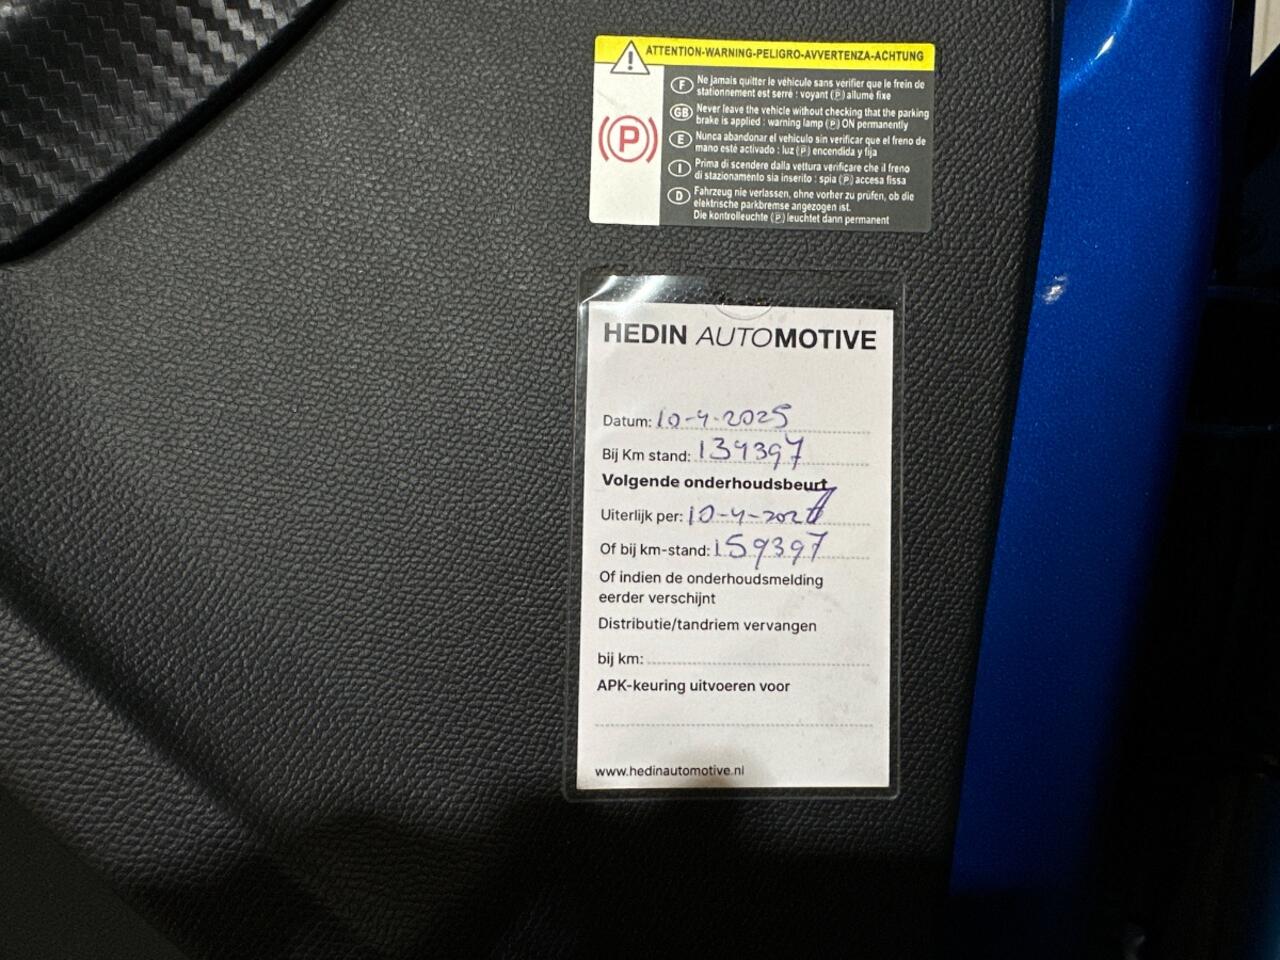 ATTENTION-WARNING-PELIGRO-AVVERTENZA-ACHTUNG
F Ne jamais quitter le véhicule sans vérifier que le frein de
stationnement est serré : voyant (P) allumé fixe
GB Never leave the vehicle without checking that the parking
brake is applied : warning lamp (P) ON permanently
E Nunca abandonar el vehiculo sin verificar que el freno de
mano esté activado : luz (P) encendida y fija
I Prima di scendere dalla vettura verificare che il freno
di stazionamento sia inserito : spia (P) accesa fissa
D Fahrzeug nie verlassen, ohne vorher zu prüfen, ob die
elektrische parkbremse angezogen ist.
Die kontrolleuchte (P) leuchtet dann permanent
(P)
HEDIN AUTOMOTIVE
Datum: 10-4-2025
Bij Km stand: 139397
Volgende onderhoudsbeurt
Uiterlijk per: 10-4-2027
Of bij km-stand: 159397
Of indien de onderhoudsmelding
eerder verschijnt
Distributie/tandriem vervangen
bij km:
APK-keuring uitvoeren voor
www.hedinautomotive.nl